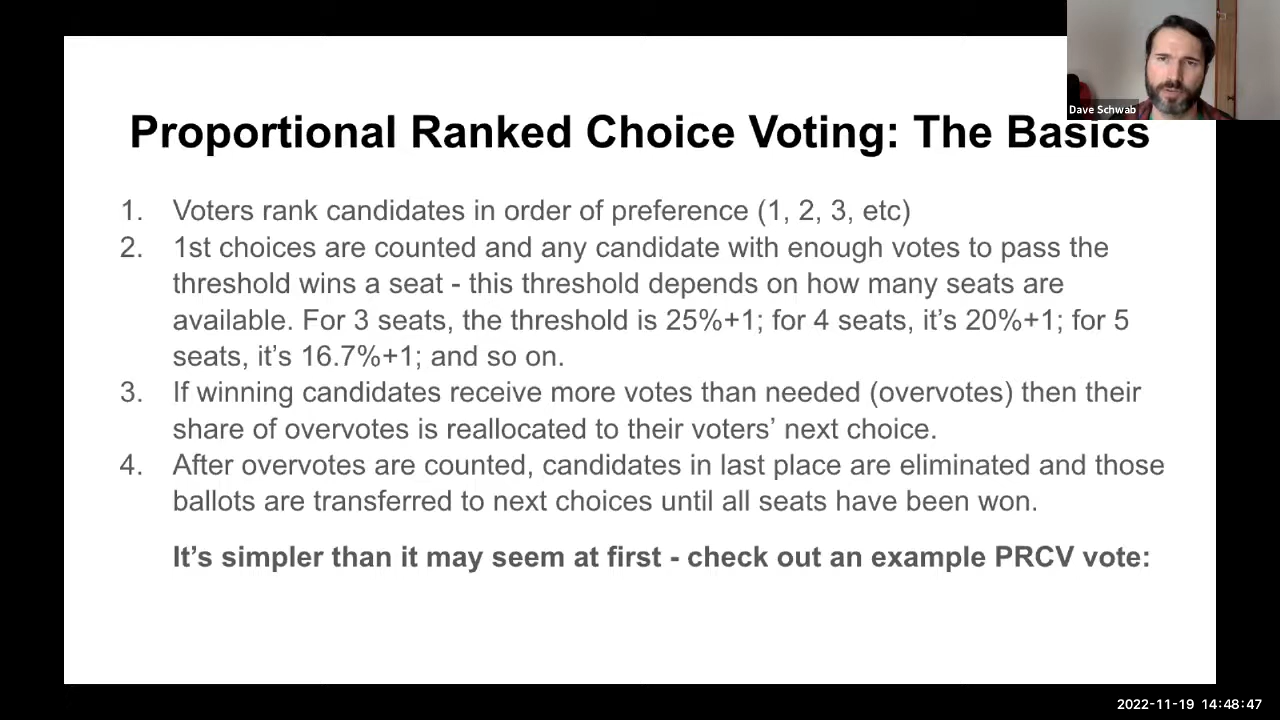 Dave Schwab
Proportional Ranked Choice Voting: The Basics
1. Voters rank candidates in order of preference (1, 2, 3, etc)
2. 1st choices are counted and any candidate with enough votes to pass the
threshold wins a seat - this threshold depends on how many seats are
available. For 3 seats, the threshold is 25%+1; for 4 seats, it’s 20%+1; for 5
seats, it’s 16.7%+1; and so on.
3. If winning candidates receive more votes than needed (overvotes) then their
share of overvotes is reallocated to their voters’ next choice.
4. After overvotes are counted, candidates in last place are eliminated and those
ballots are transferred to next choices until all seats have been won.
It’s simpler than it may seem at first - check out an example PRCV vote:
2022-11-19 14:48:47